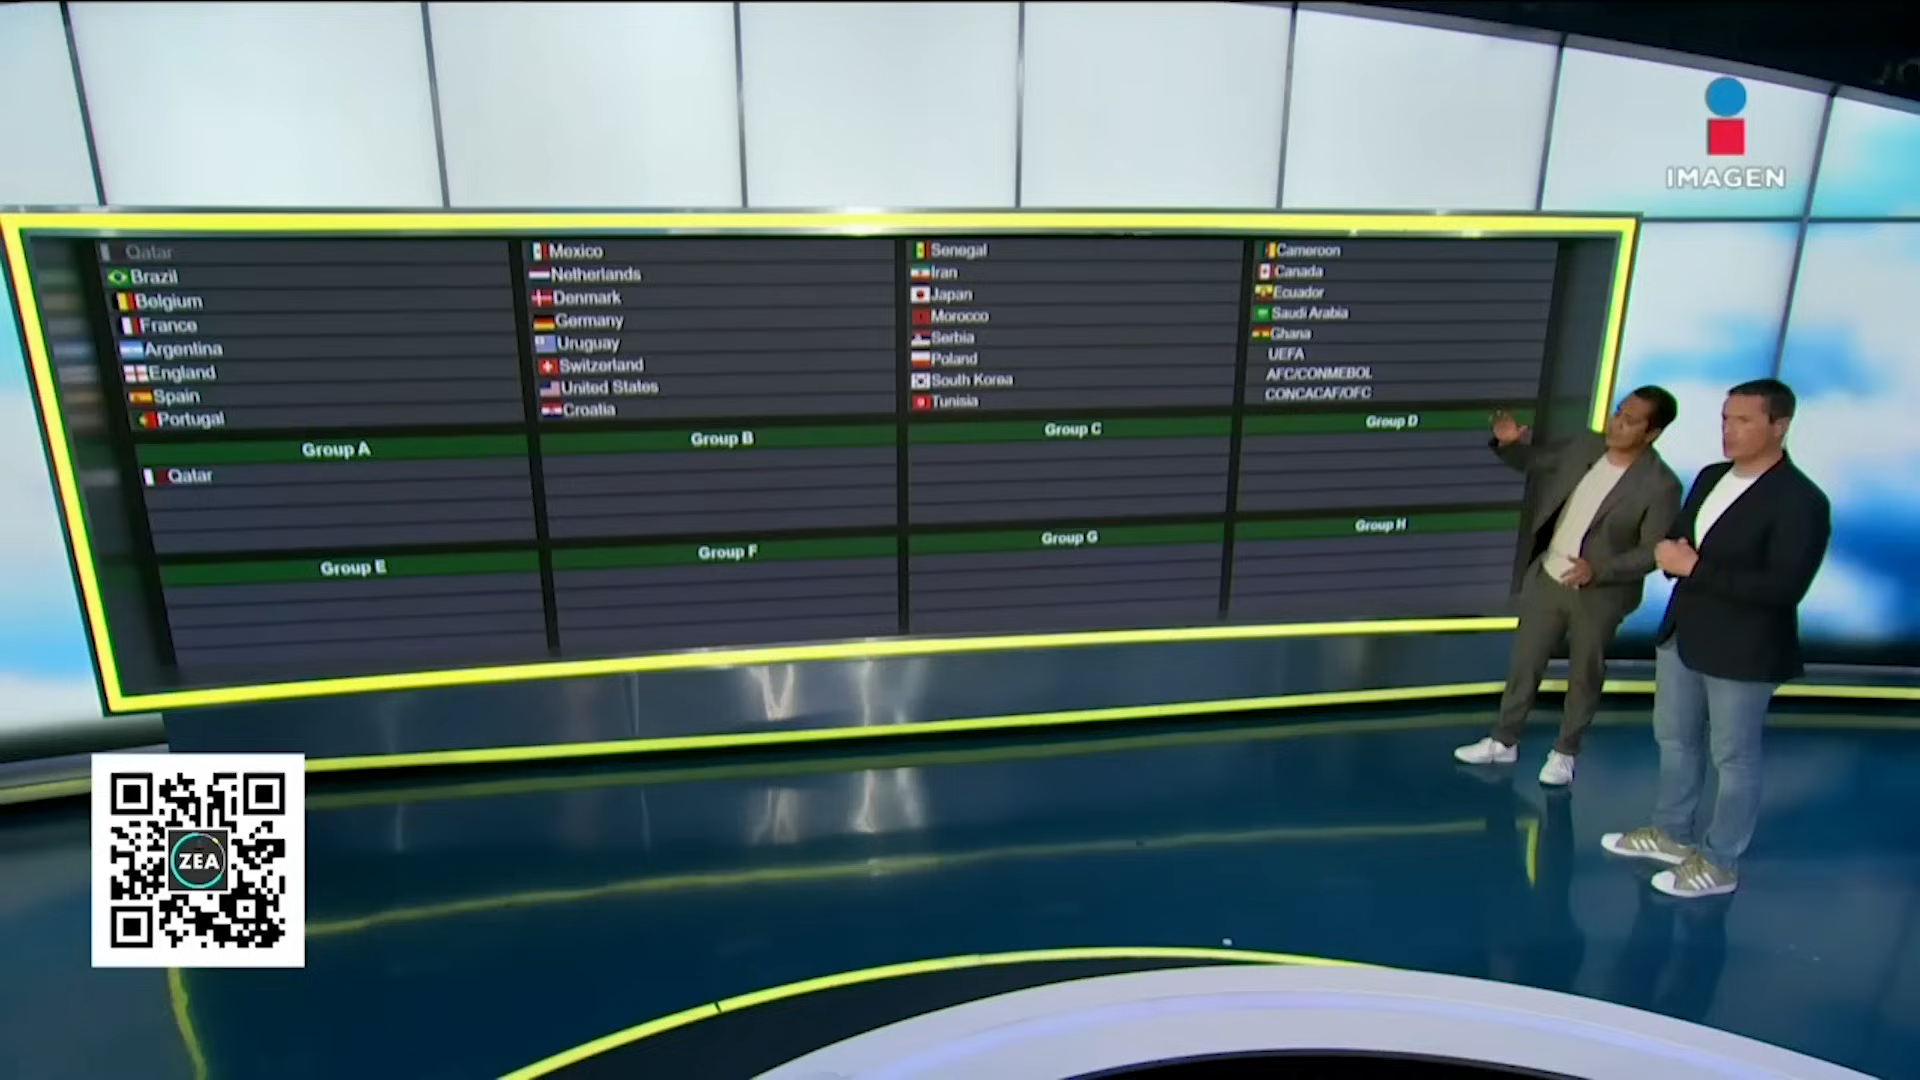 IMAGEN
Qatar
Brazil
Belgium
France
Argentina
England
Spain
Portugal
Mexico
Netherlands
Denmark
Germany
Uruguay
Switzerland
United States
Croatia
Senegal
Iran
Japan
Morocco
Serbia
Poland
South Korea
Tunisia
Cameroon
Canada
Ecuador
Saudi Arabia
Ghana
UEFA
AFC/CONMEBOL
CONCACAF/OFC
Group A
Qatar
Group B
Group C
Group D
Group E
Group F
Group G
Group H
ZEA